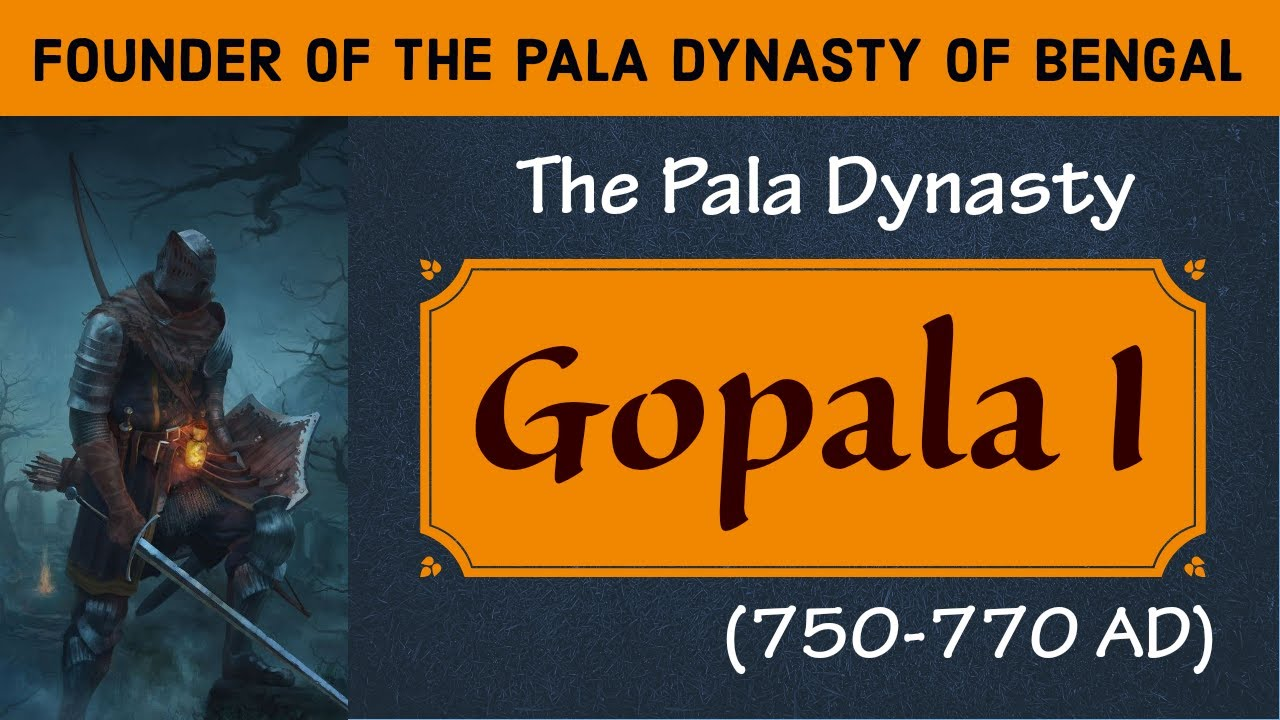 FOUNDER OF THE PALA DYNASTY OF BENGAL
The Pala Dynasty
Gopala I
(750-770 AD)